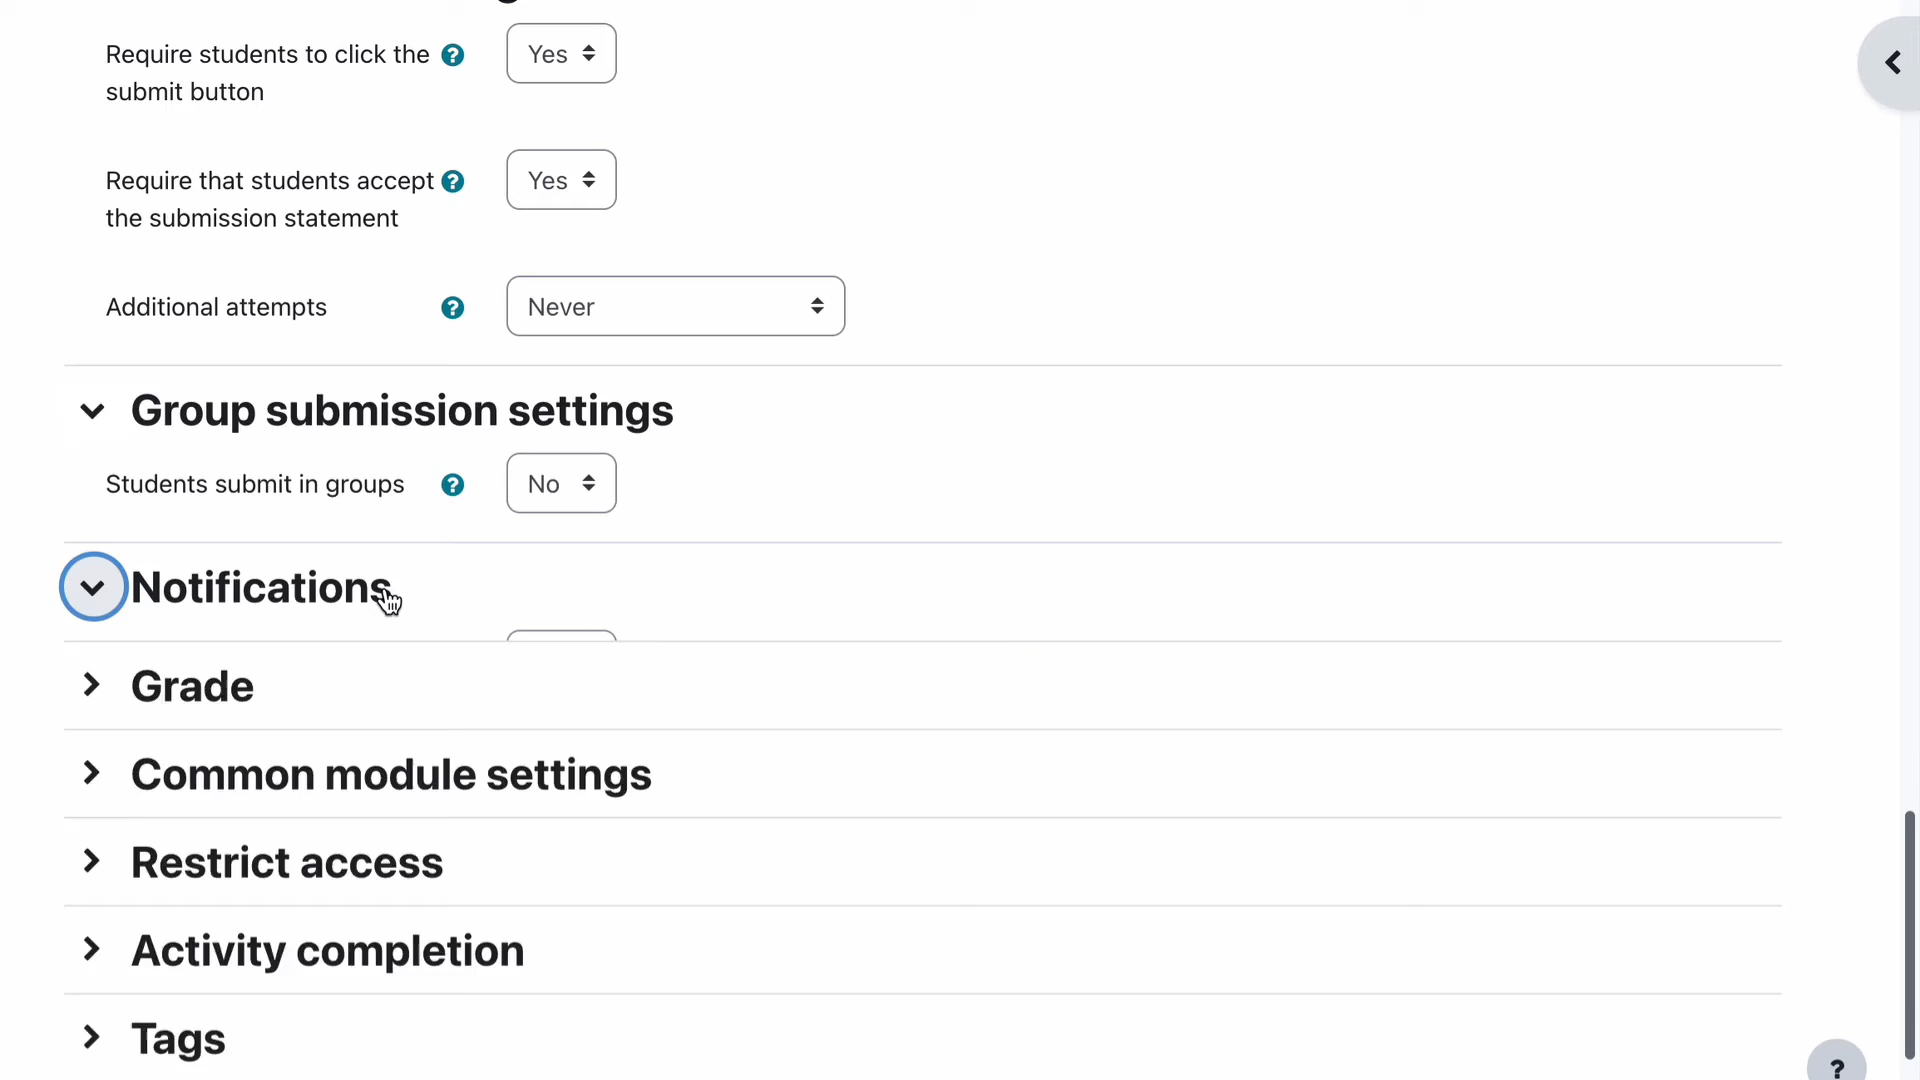 Require students to click the ?
submit button
Yes
Require that students accept ?
the submission statement
Yes
Additional attempts ?
Never
Group submission settings
Students submit in groups ?
No
Notifications
Grade
Common module settings
Restrict access
Activity completion
Tags
?